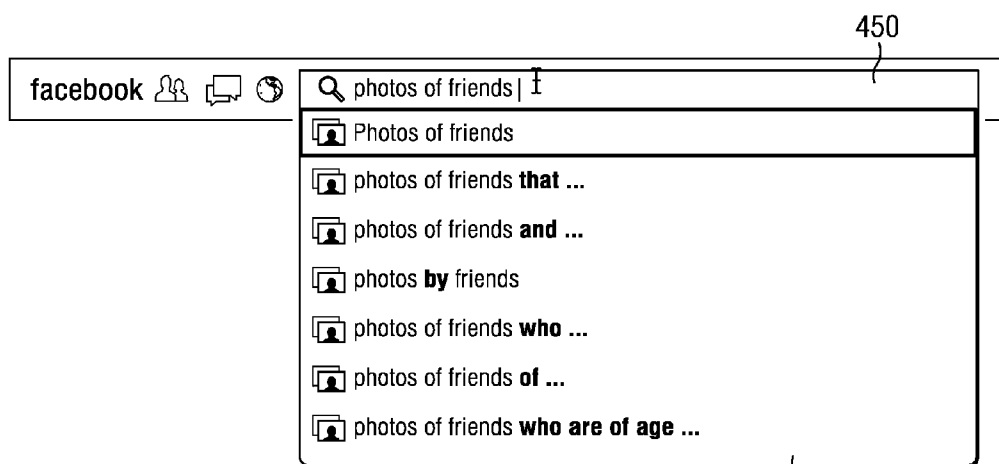 450
facebook photos of friends
Photos of friends
photos of friends that ...
photos of friends and ...
photos by friends
photos of friends who ...
photos of friends of ...
photos of friends who are of age ...